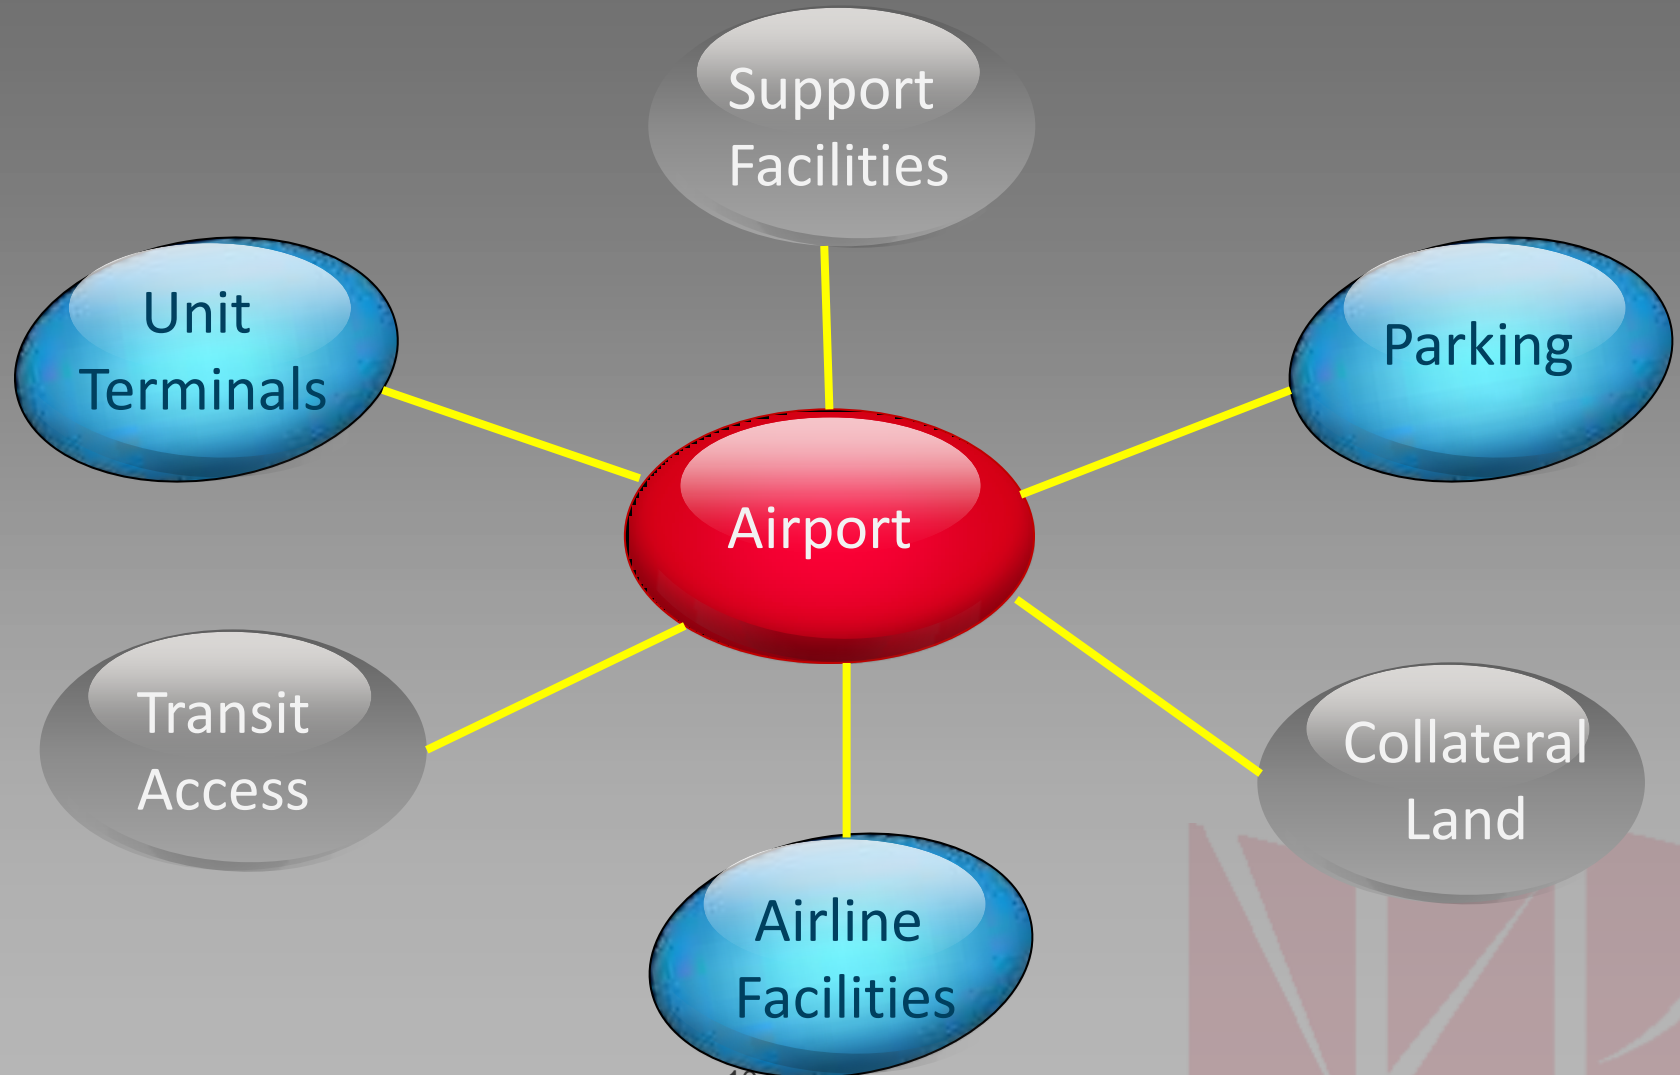 Support
Facilities
Unit
Terminals
Parking
Airport
Transit
Access
Collateral
Land
Airline
Facilities